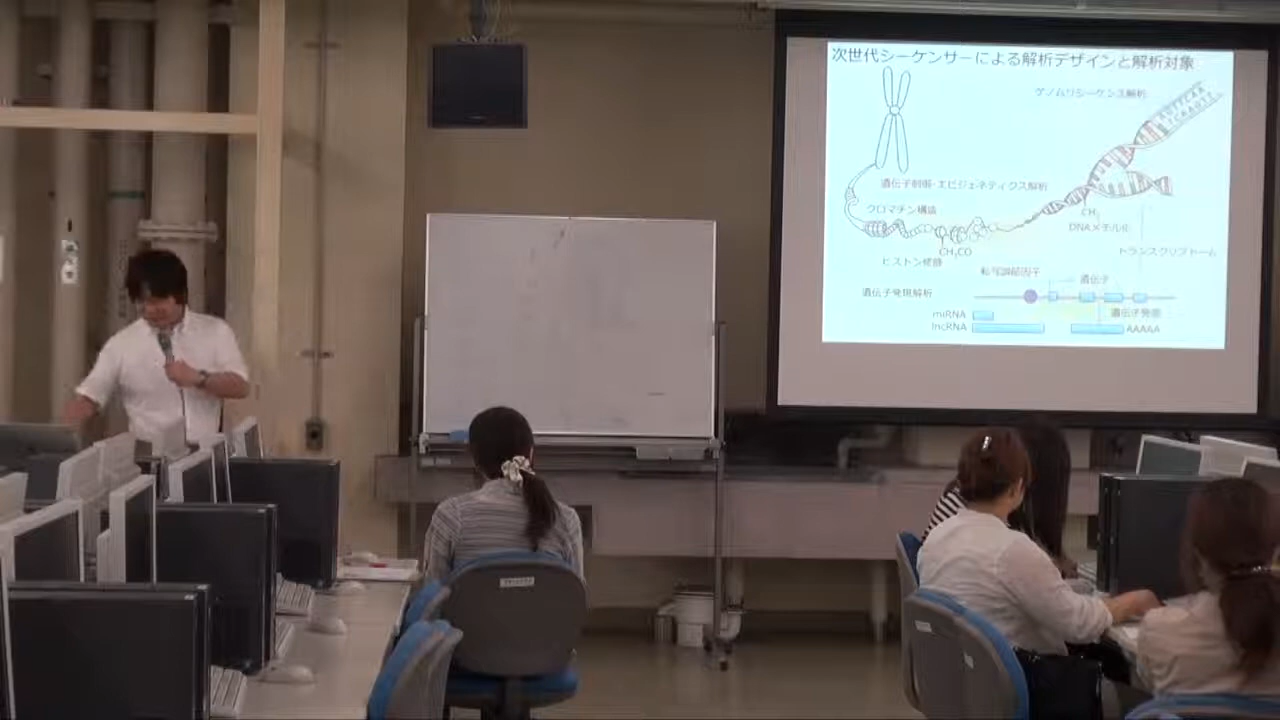 次世代シーケンサーによる解析デザインと解析対象
ゲノムリシーケンス解析
遺伝子制御・エピジェネティクス解析
クロマチン構造
CH3
DNAメチル化
CH3CO
ヒストン修飾
トランスクリプトーム
転写調節因子
遺伝子
遺伝子発現解析
miRNA
遺伝子発現
lncRNA
AAAAA